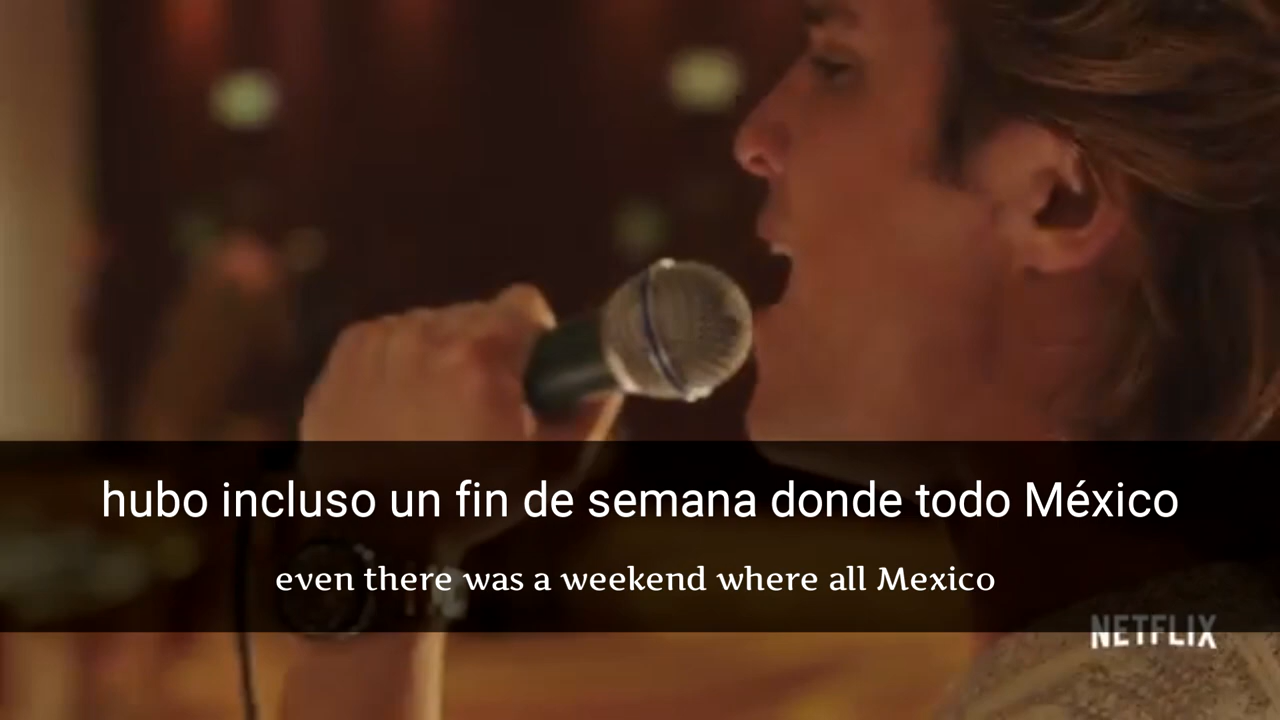 hubo incluso un fin de semana donde todo México
even there was a weekend where all Mexico
NETFLIX